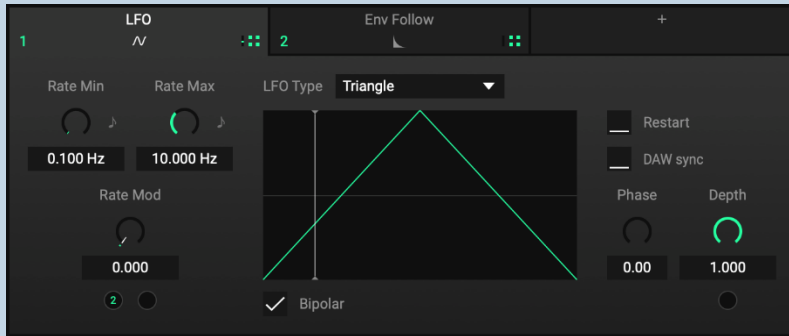 LFO
Env Follow
+
1
2
Rate Min
Rate Max
LFO Type
Triangle
Restart
0.100 Hz
10.000 Hz
DAW sync
Rate Mod
Phase
Depth
0.000
0.00
1.000
2
Bipolar